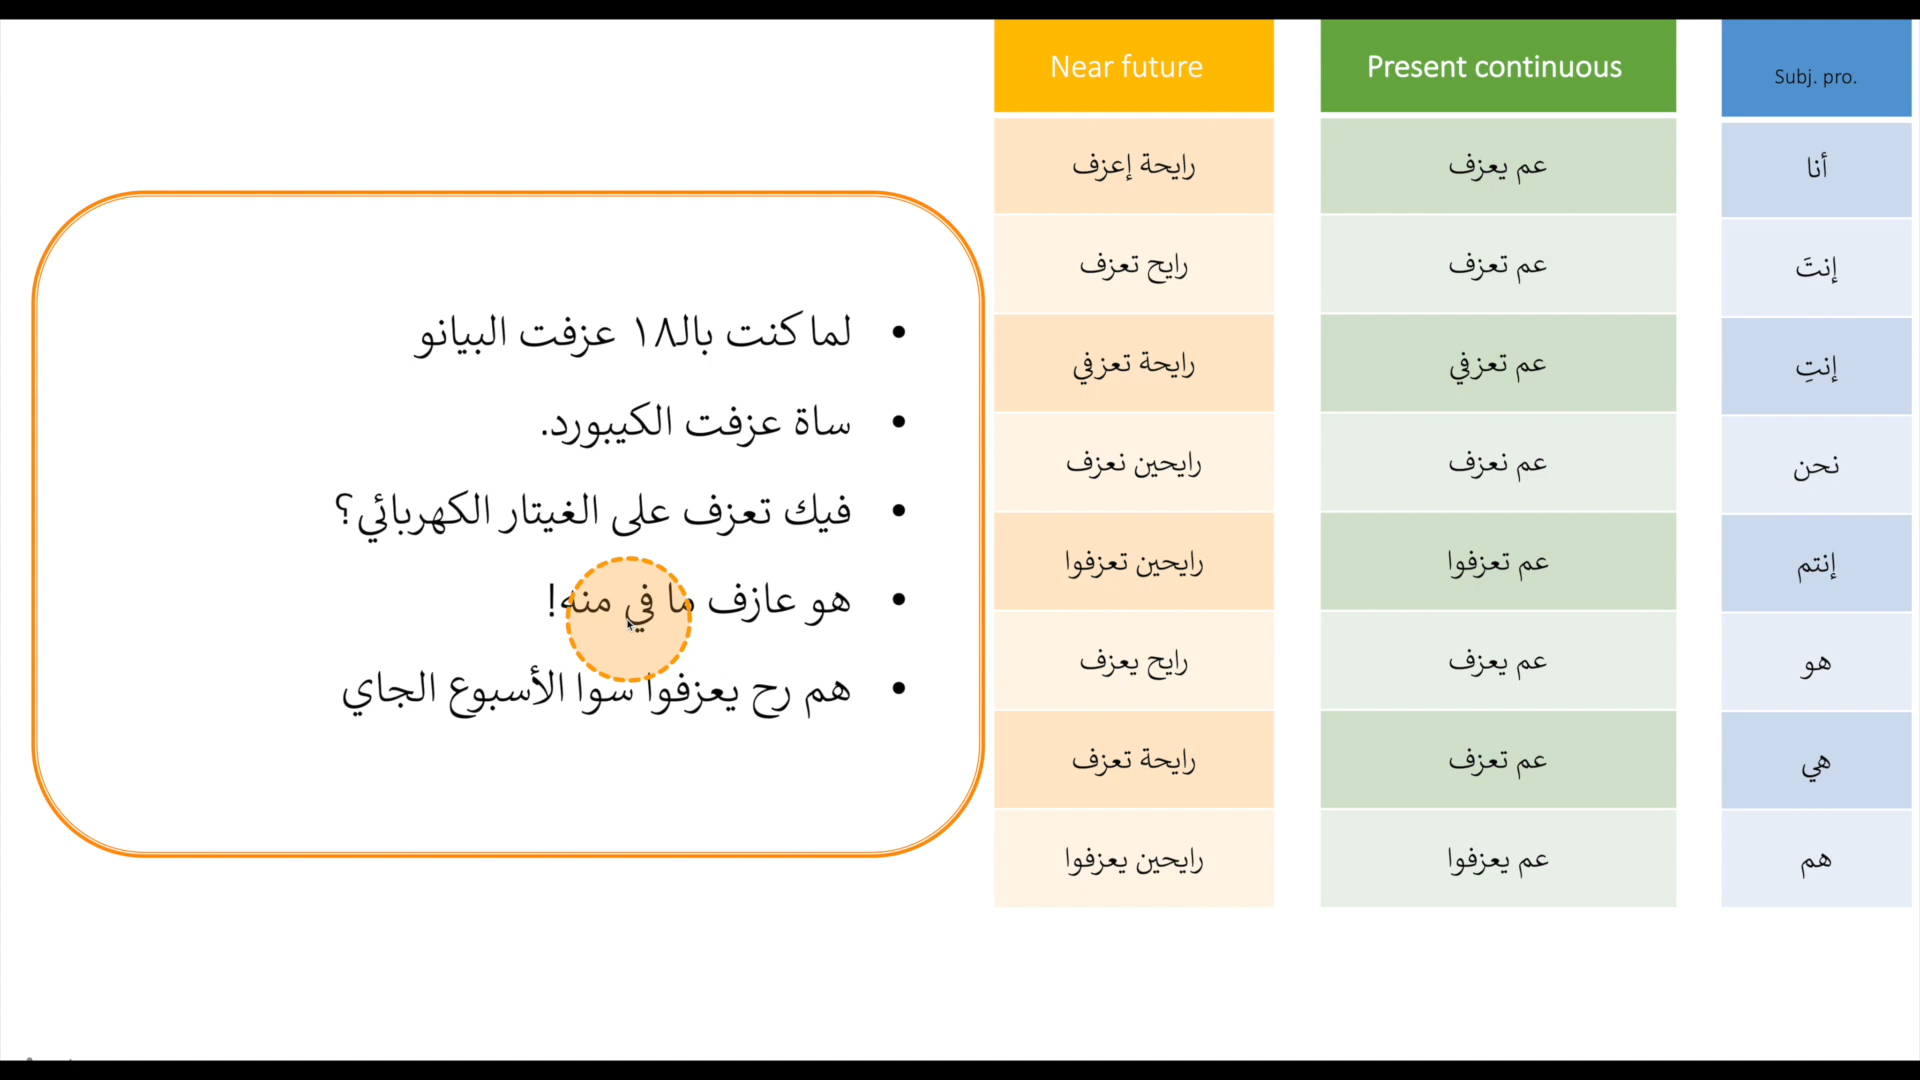 Near future
Present continuous
Subj. pro.
أنا
عم يعزف
رايحة إعزف
إنتَ
عم تعزف
رايح تعزف
إنتِ
عم تعزفي
رايحة تعزفي
نحن
عم نعزف
رايحين نعزف
إنتم
عم تعزفوا
رايحين تعزفوا
هو
عم يعزف
رايح يعزف
هي
عم تعزف
رايحة تعزف
هم
عم يعزفوا
رايحين يعزفوا
لما كنت بالـ١٨ عزفت البيانو
ساة عزفت الكيبورد.
فيك تعزف على الغيتار الكهربائي؟
هو عازف ما في منه!
هم رح يعزفوا سوا الأسبوع الجاي